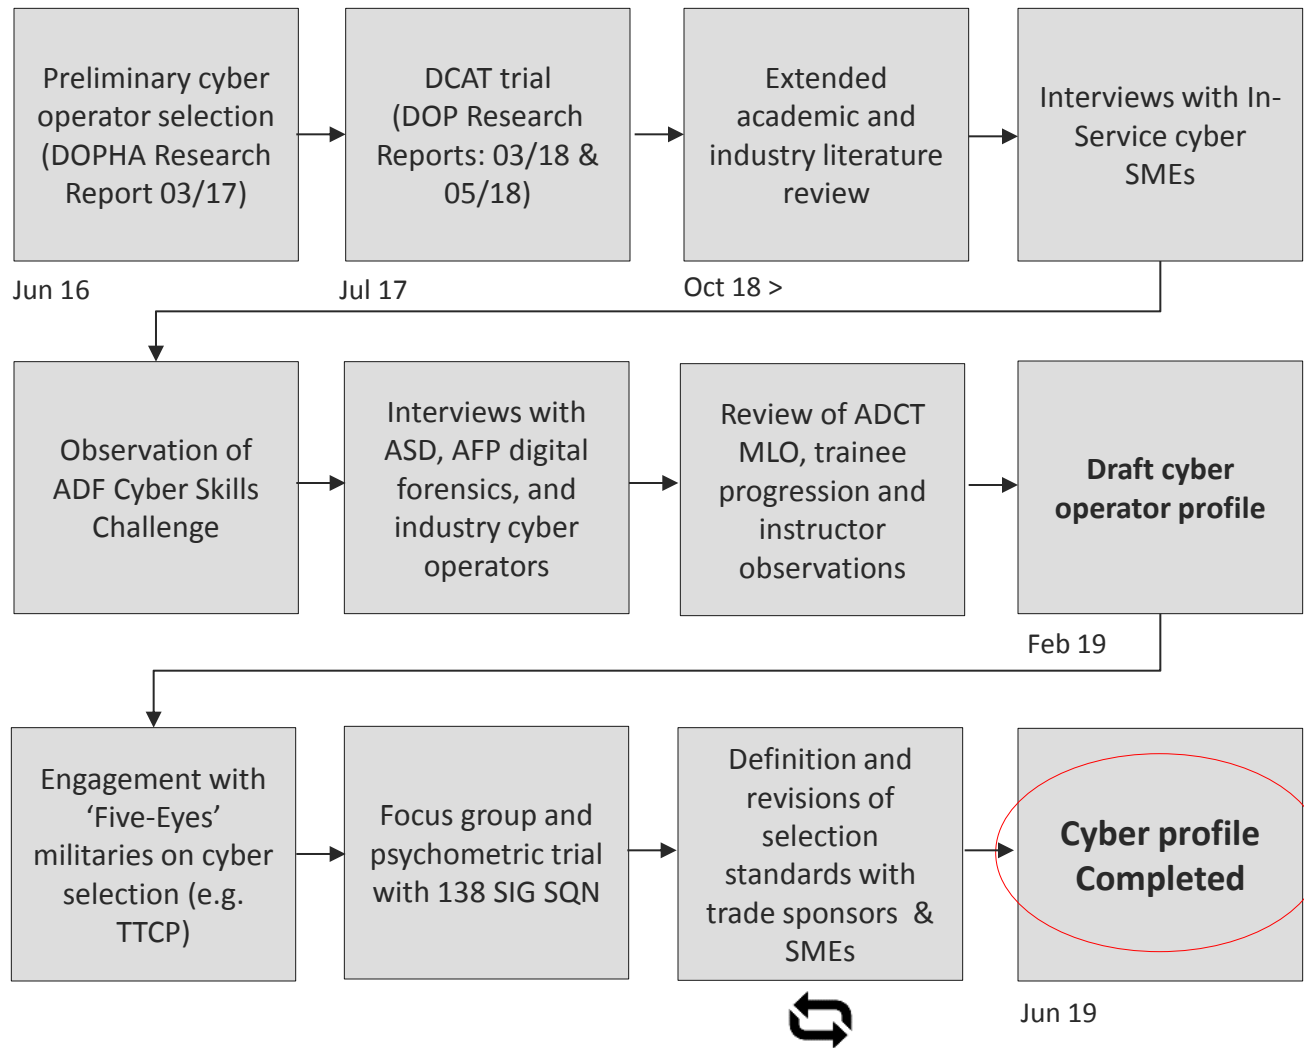 Preliminary cyber
operator selection
(DOPHA Research
Report 03/17)
DCAT trial
(DOP Research
Reports: 03/18 &
05/18)
Extended
academic and
industry literature
review
Interviews with In-
Service cyber
SMEs
Jun 16
Jul 17
Oct 18 >
Observation of
ADF Cyber Skills
Challenge
Interviews with
ASD, AFP digital
forensics, and
industry cyber
operators
Review of ADCT
MLO, trainee
progression and
instructor
observations
Draft cyber
operator profile
Feb 19
Engagement with
‘Five-Eyes’
militaries on cyber
selection (e.g.
TTCP)
Focus group and
psychometric trial
with 138 SIG SQN
Definition and
revisions of
selection
standards with
trade sponsors &
SMEs
Cyber profile
Completed
Jun 19